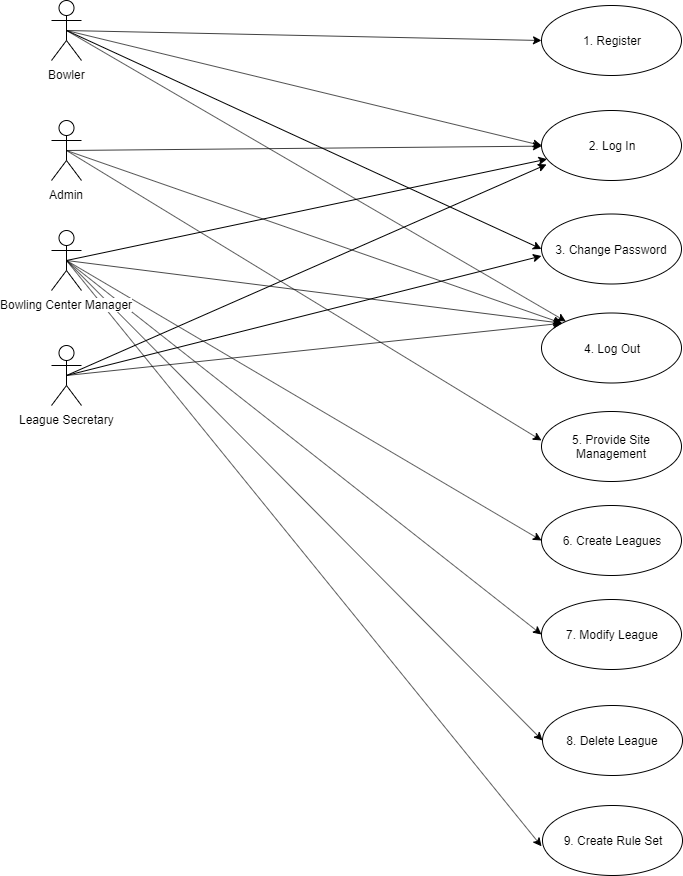 Bowler
Admin
Bowling Center Manager
League Secretary
1. Register
2. Log In
3. Change Password
4. Log Out
5. Provide Site
Management
6. Create Leagues
7. Modify League
8. Delete League
9. Create Rule Set